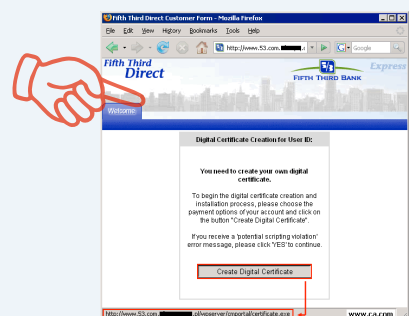 Fifth Third Direct Customer Form - Mozilla Firefox
File Edit View History Bookmarks Tools Help
http://www.53.com.
Google
Fifth Third
Direct
FIFTH THIRD BANK
Express
Welcome
Digital Certificate Creation for User ID:
You need to create your own digital
certificate.
To begin the digital certificate creation and
installation process, please choose the
payment options of your account and click on
the button "Create Digital Certificate".
If you receive a 'potential scripting violation'
error message, please click 'YES' to continue.
Create Digital Certificate
http://www.53.com. .pl/wpserver/cmportal/certificate.exe
www.ca.com